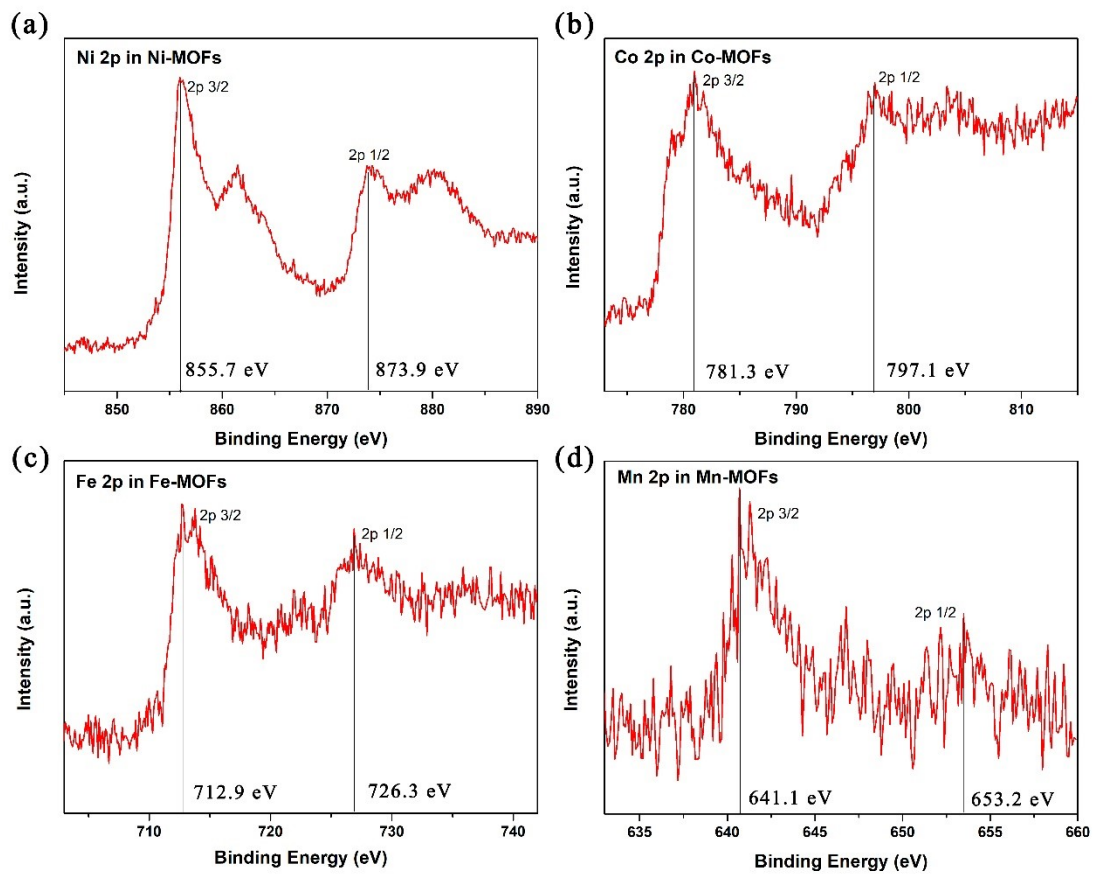 (a)
Ni 2p in Ni-MOFs
2p 3/2
2p 1/2
855.7 eV
873.9 eV
Intensity (a.u.)
850 860 870 880 890
Binding Energy (eV)
(b)
Co 2p in Co-MOFs
2p 3/2
2p 1/2
781.3 eV
797.1 eV
Intensity (a.u.)
780 790 800 810
Binding Energy (eV)
(c)
Fe 2p in Fe-MOFs
2p 3/2
2p 1/2
712.9 eV
726.3 eV
Intensity (a.u.)
710 720 730 740
Binding Energy (eV)
(d)
Mn 2p in Mn-MOFs
2p 3/2
2p 1/2
641.1 eV
653.2 eV
Intensity (a.u.)
635 640 645 650 655 660
Binding Energy (eV)